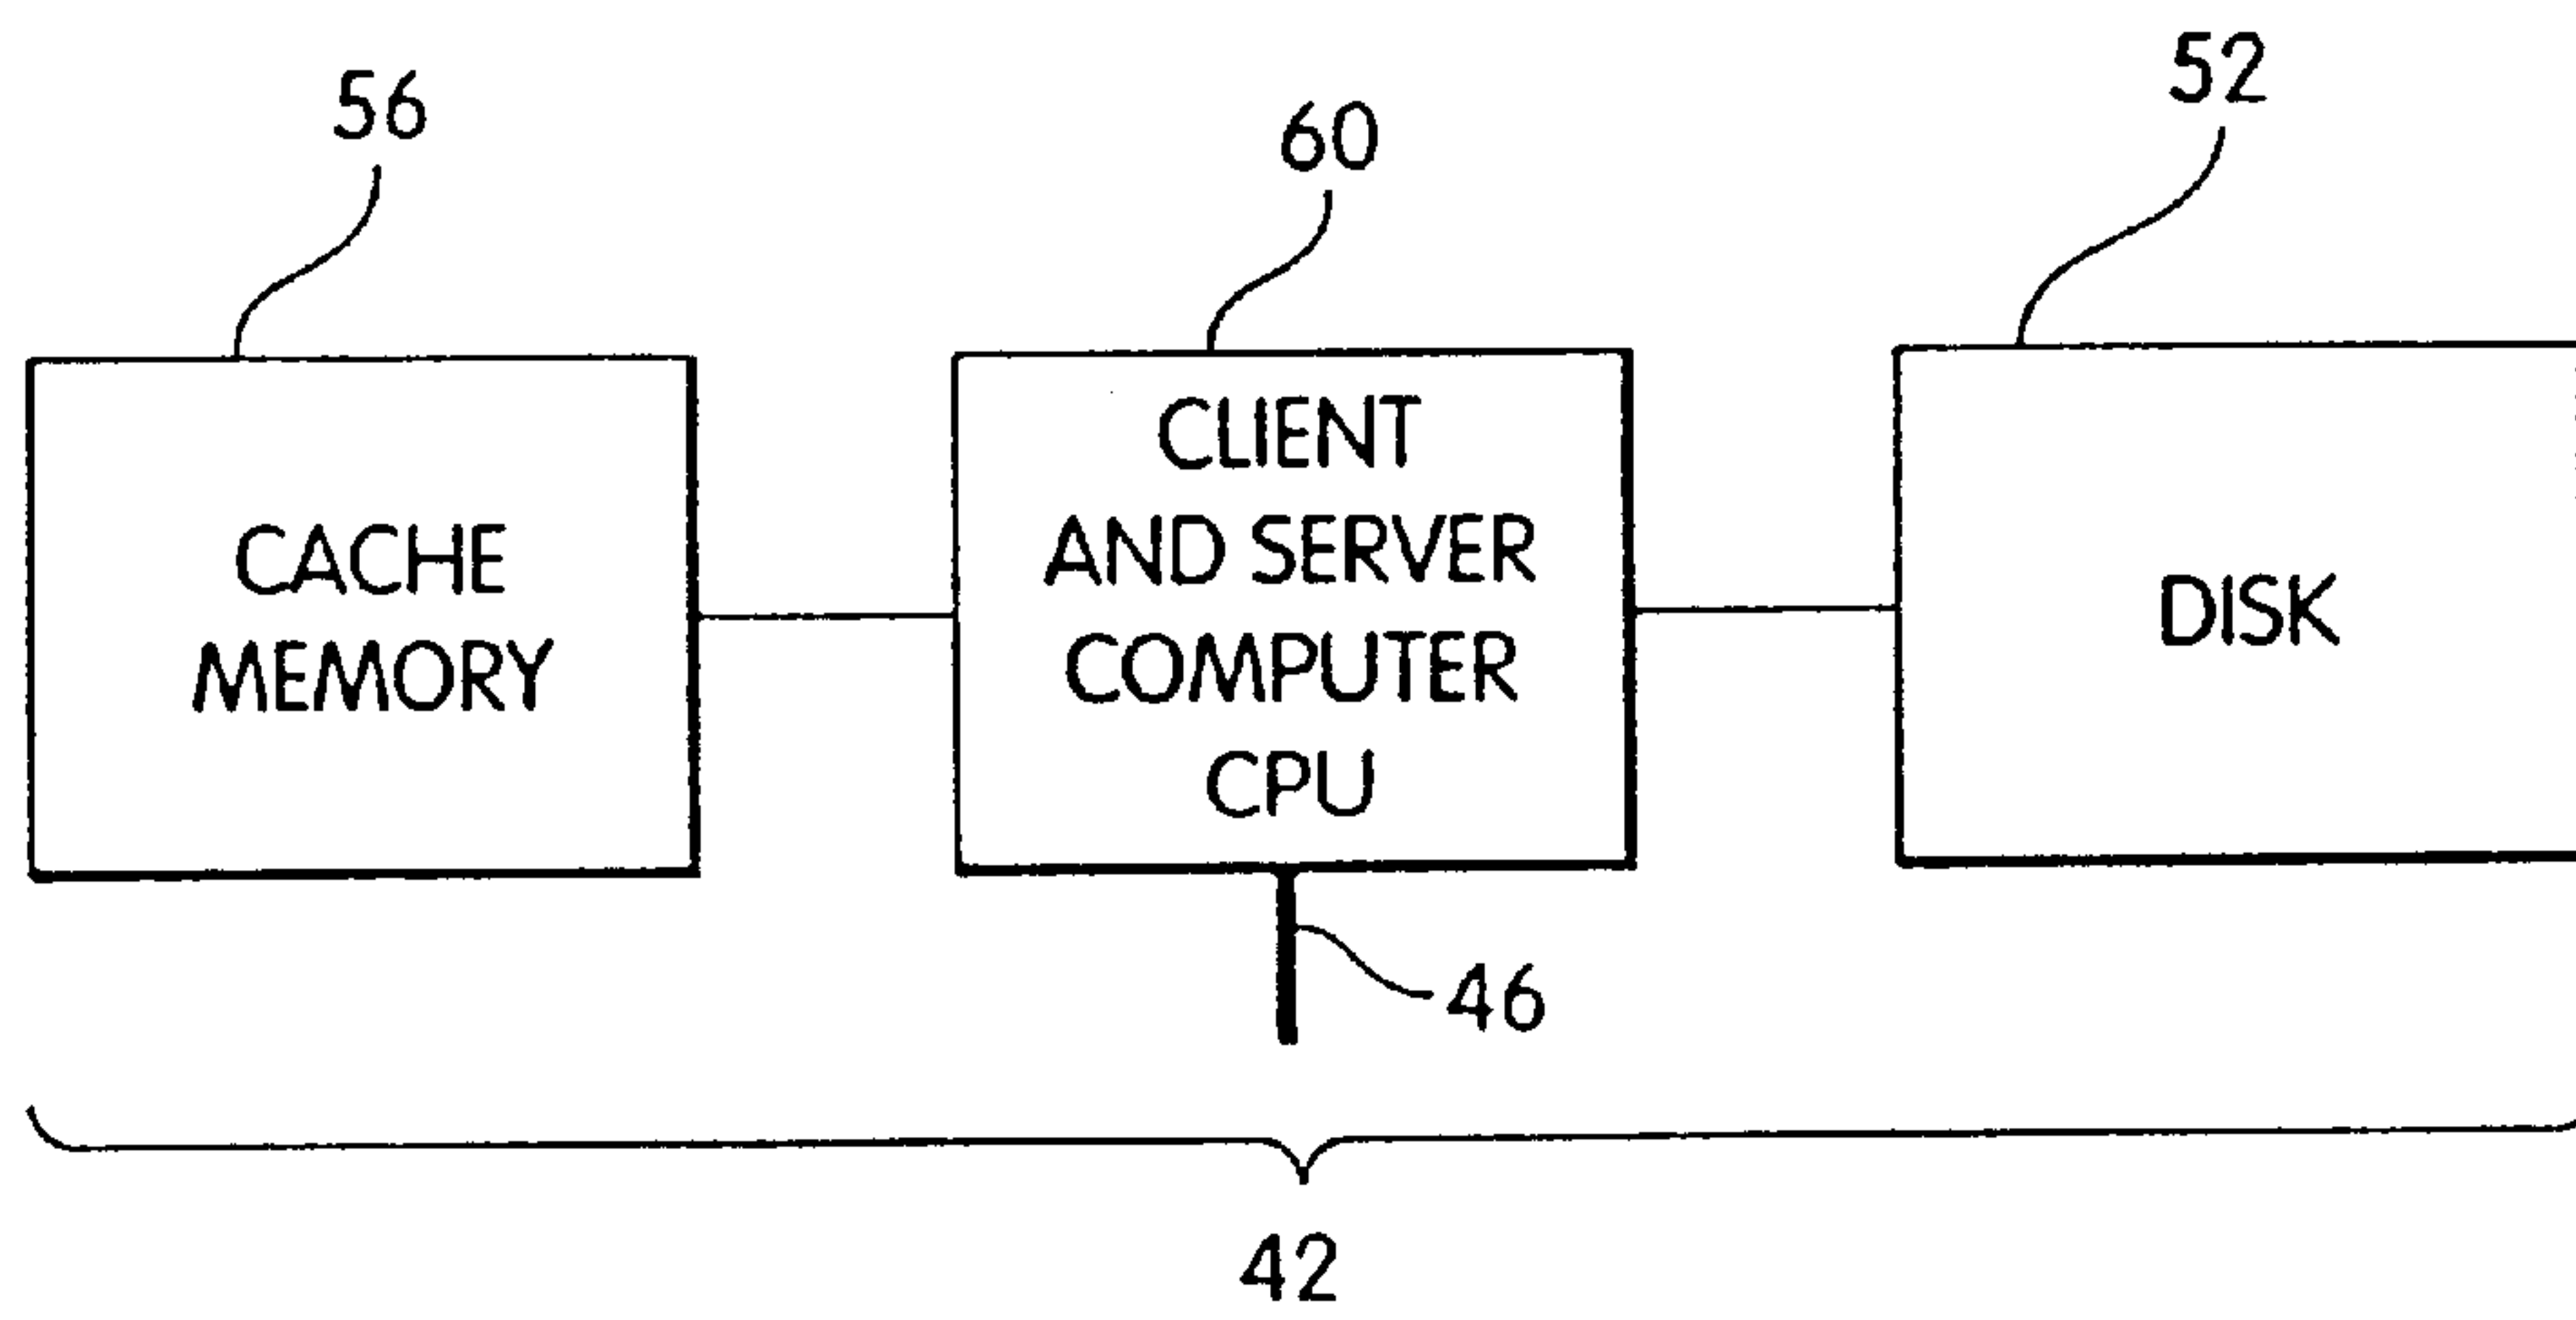 56
60
52
CACHE
MEMORY
CLIENT
AND SERVER
COMPUTER
CPU
DISK
46
42